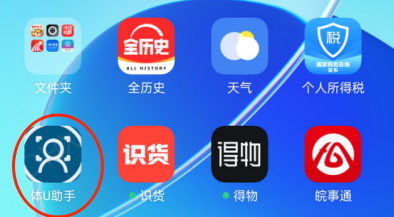 全历史
ALL HISTORY
税
国家税务总局
发布
文件夹
全历史
天气
个人所得税
识货
得物
体U助手
识货
得物
皖事通